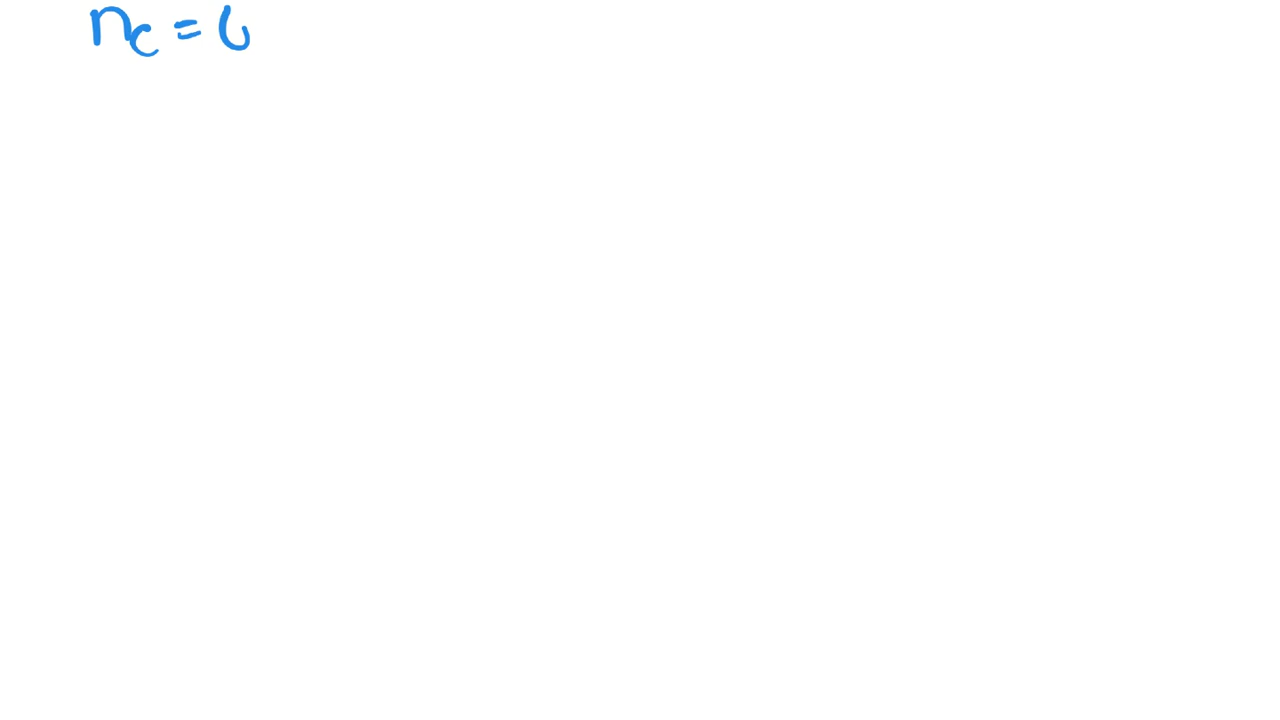 n_c = 6